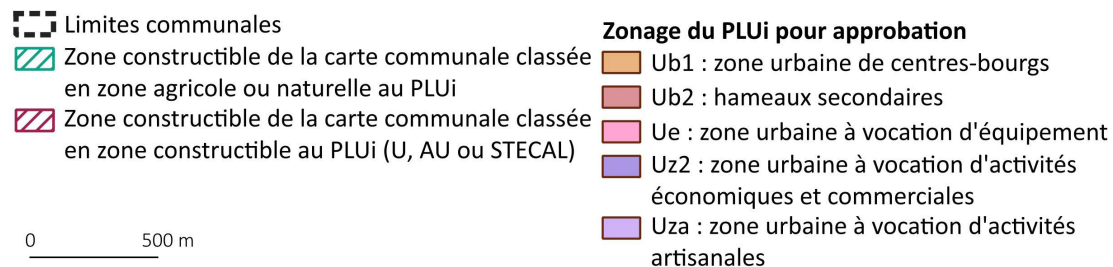 Limites communales
Zone constructible de la carte communale classée
en zone agricole ou naturelle au PLUi
Zone constructible de la carte communale classée
en zone constructible au PLUi (U, AU ou STECAL)
0 500 m
Zonage du PLUi pour approbation
Ub1 : zone urbaine de centres-bourgs
Ub2 : hameaux secondaires
Ue : zone urbaine à vocation d'équipement
Uz2 : zone urbaine à vocation d'activités
économiques et commerciales
Uza : zone urbaine à vocation d'activités
artisanales